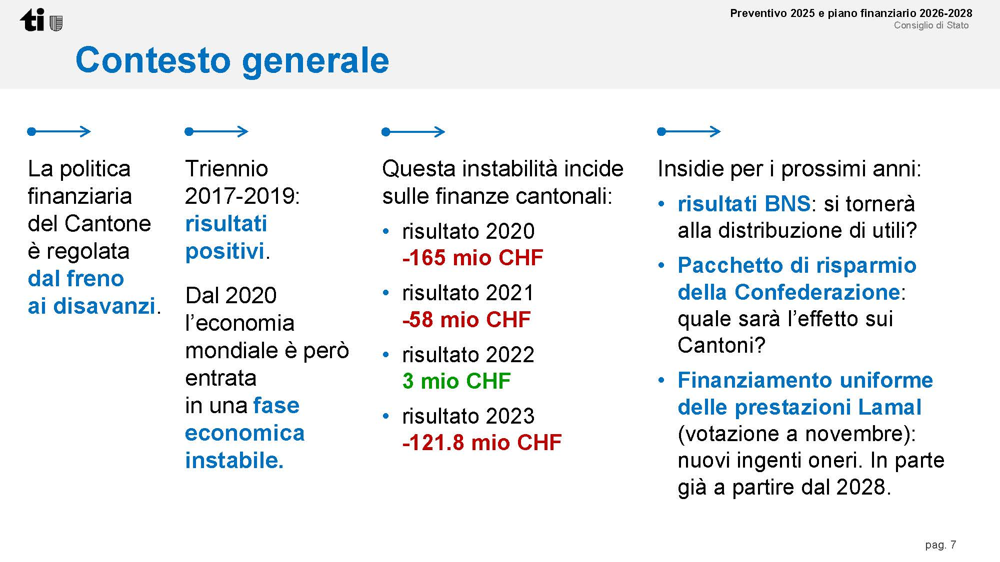 ti
Preventivo 2025 e piano finanziario 2026-2028
Consiglio di Stato
Contesto generale
La politica
finanziaria
del Cantone
è regolata
dal freno
ai disavanzi.
Triennio
2017-2019:
risultati
positivi.
Dal 2020
l’economia
mondiale è però
entrata
in una fase
economica
instabile.
Questa instabilità incide
sulle finanze cantonali:
• risultato 2020
-165 mio CHF
• risultato 2021
-58 mio CHF
• risultato 2022
3 mio CHF
• risultato 2023
-121.8 mio CHF
Insidie per i prossimi anni:
• risultati BNS: si tornerà
alla distribuzione di utili?
• Pacchetto di risparmio
della Confederazione:
quale sarà l’effetto sui
Cantoni?
• Finanziamento uniforme
delle prestazioni Lamal
(votazione a novembre):
nuovi ingenti oneri. In parte
già a partire dal 2028.
pag. 7